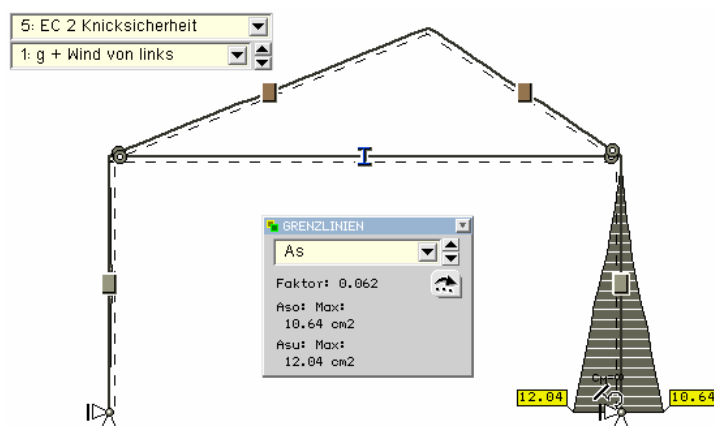 5: EC 2 Knicksicherheit
1: g + Wind von links
GRENZLINIEN
As
Faktor: 0.062
Aso: Max:
10.64 cm2
Asu: Max:
12.04 cm2
12.04
10.64